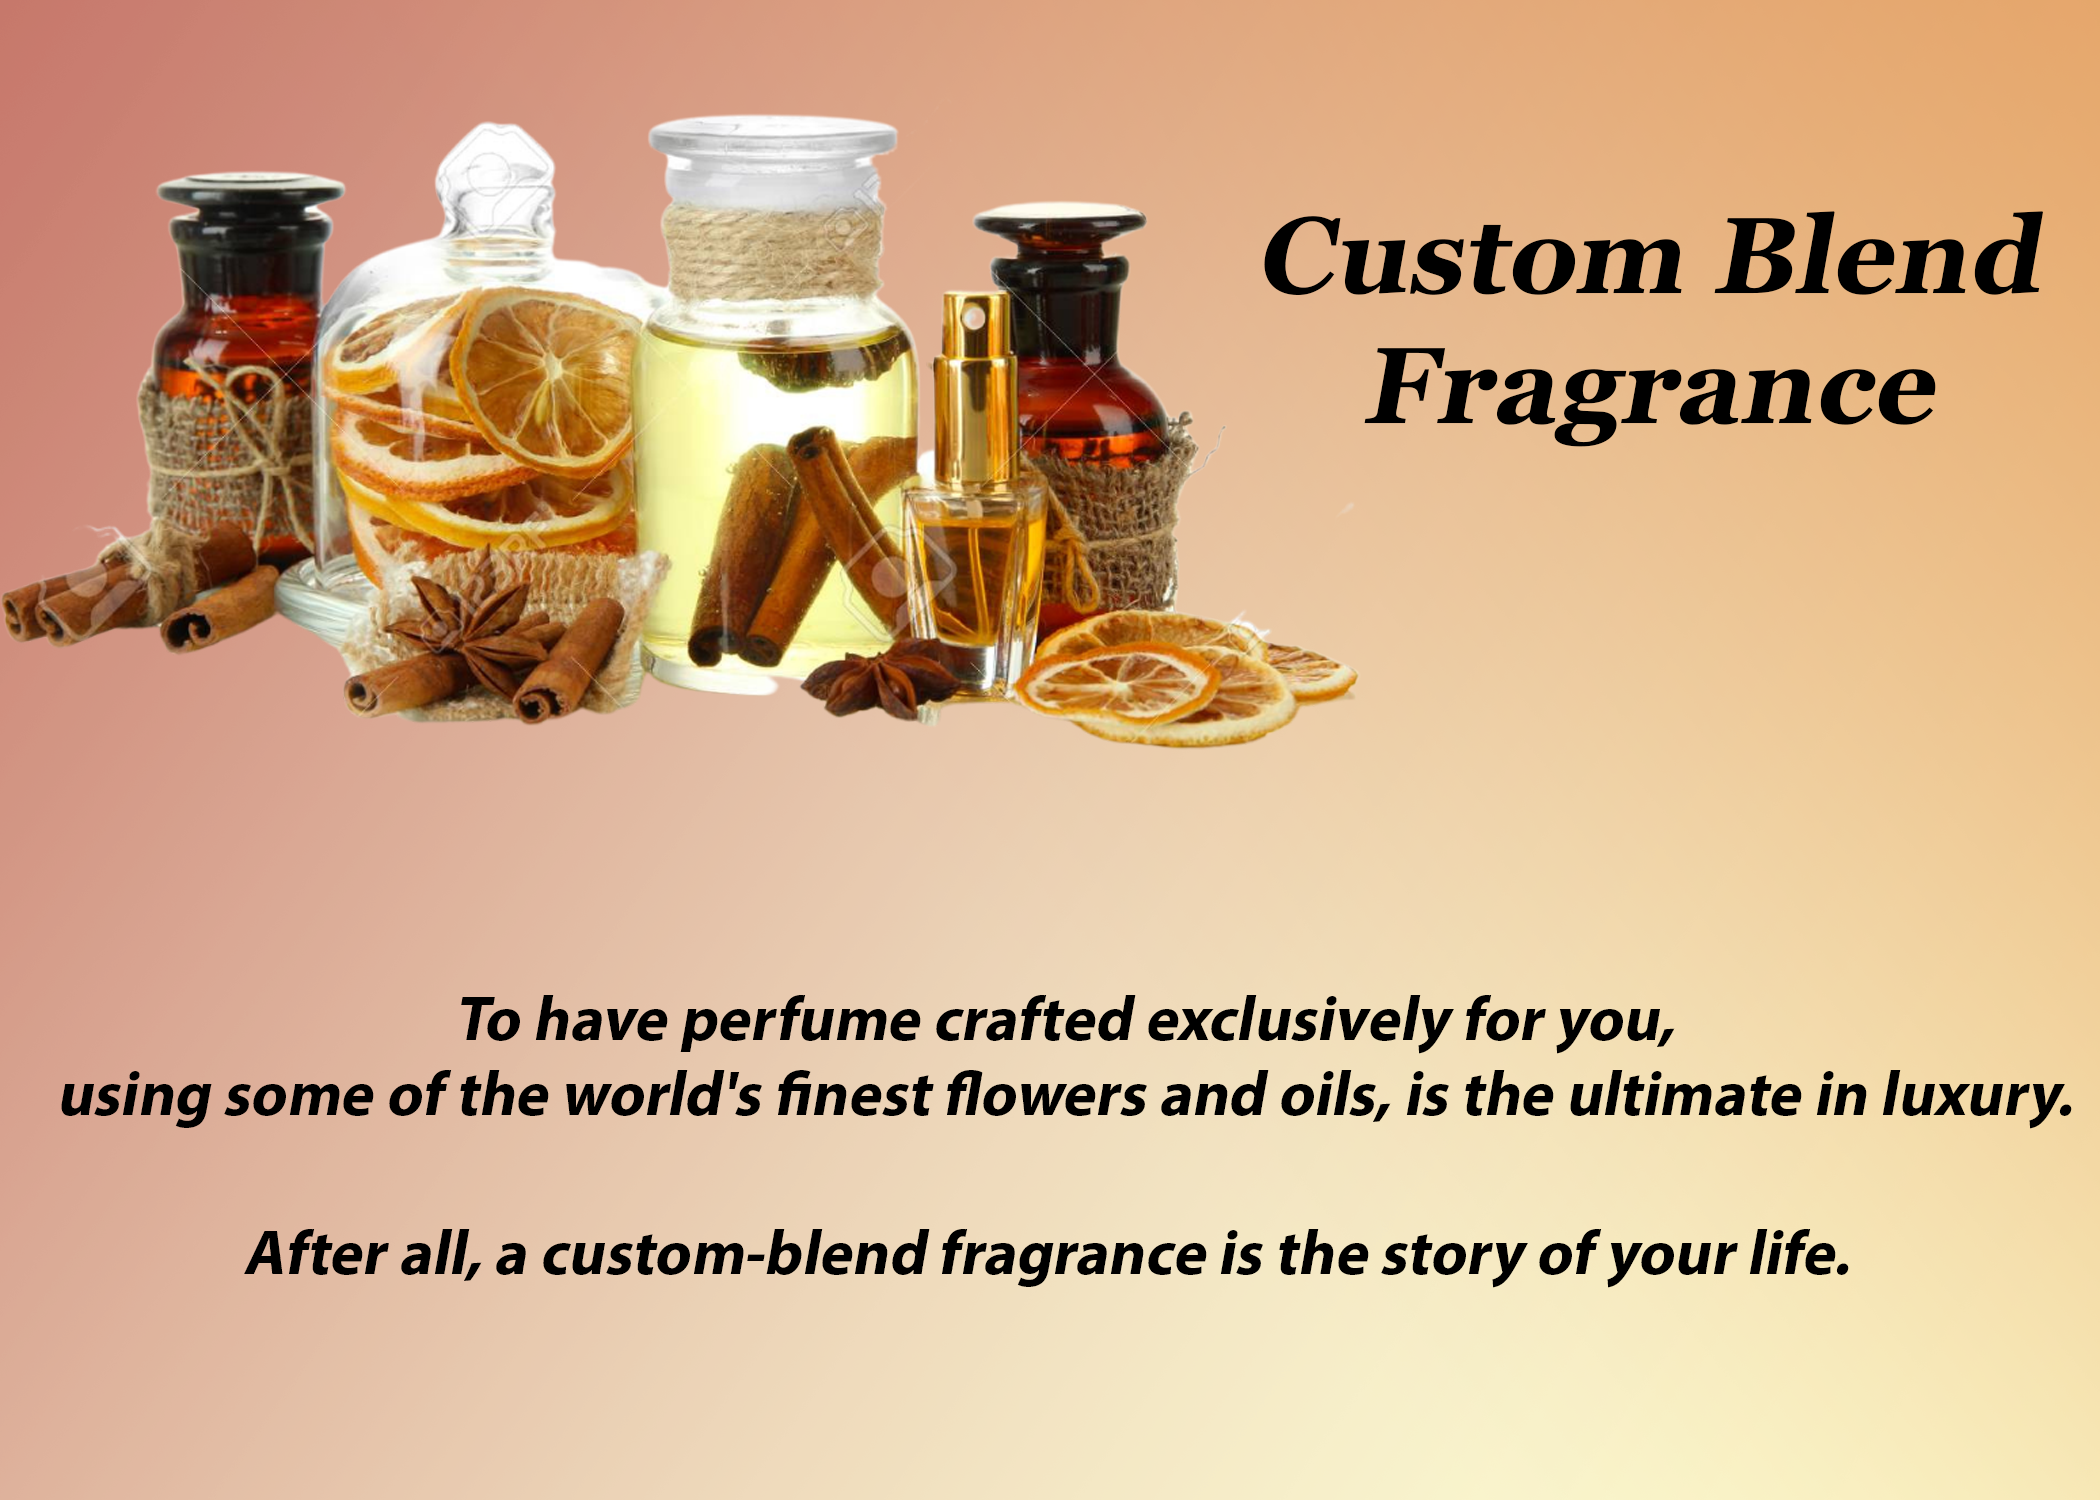 Custom Blend
Fragrance
To have perfume crafted exclusively for you,
using some of the world's finest flowers and oils, is the ultimate in luxury.
After all, a custom-blend fragrance is the story of your life.